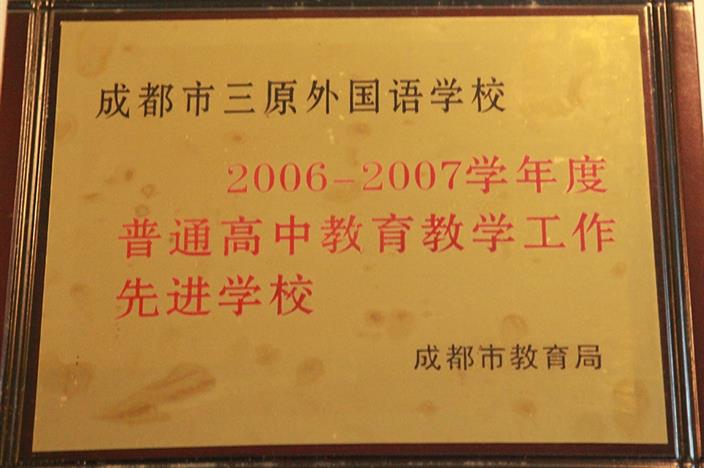 成都市三原外国语学校
2006-2007学年度
普通高中教育教学工作
先进学校
成都市教育局